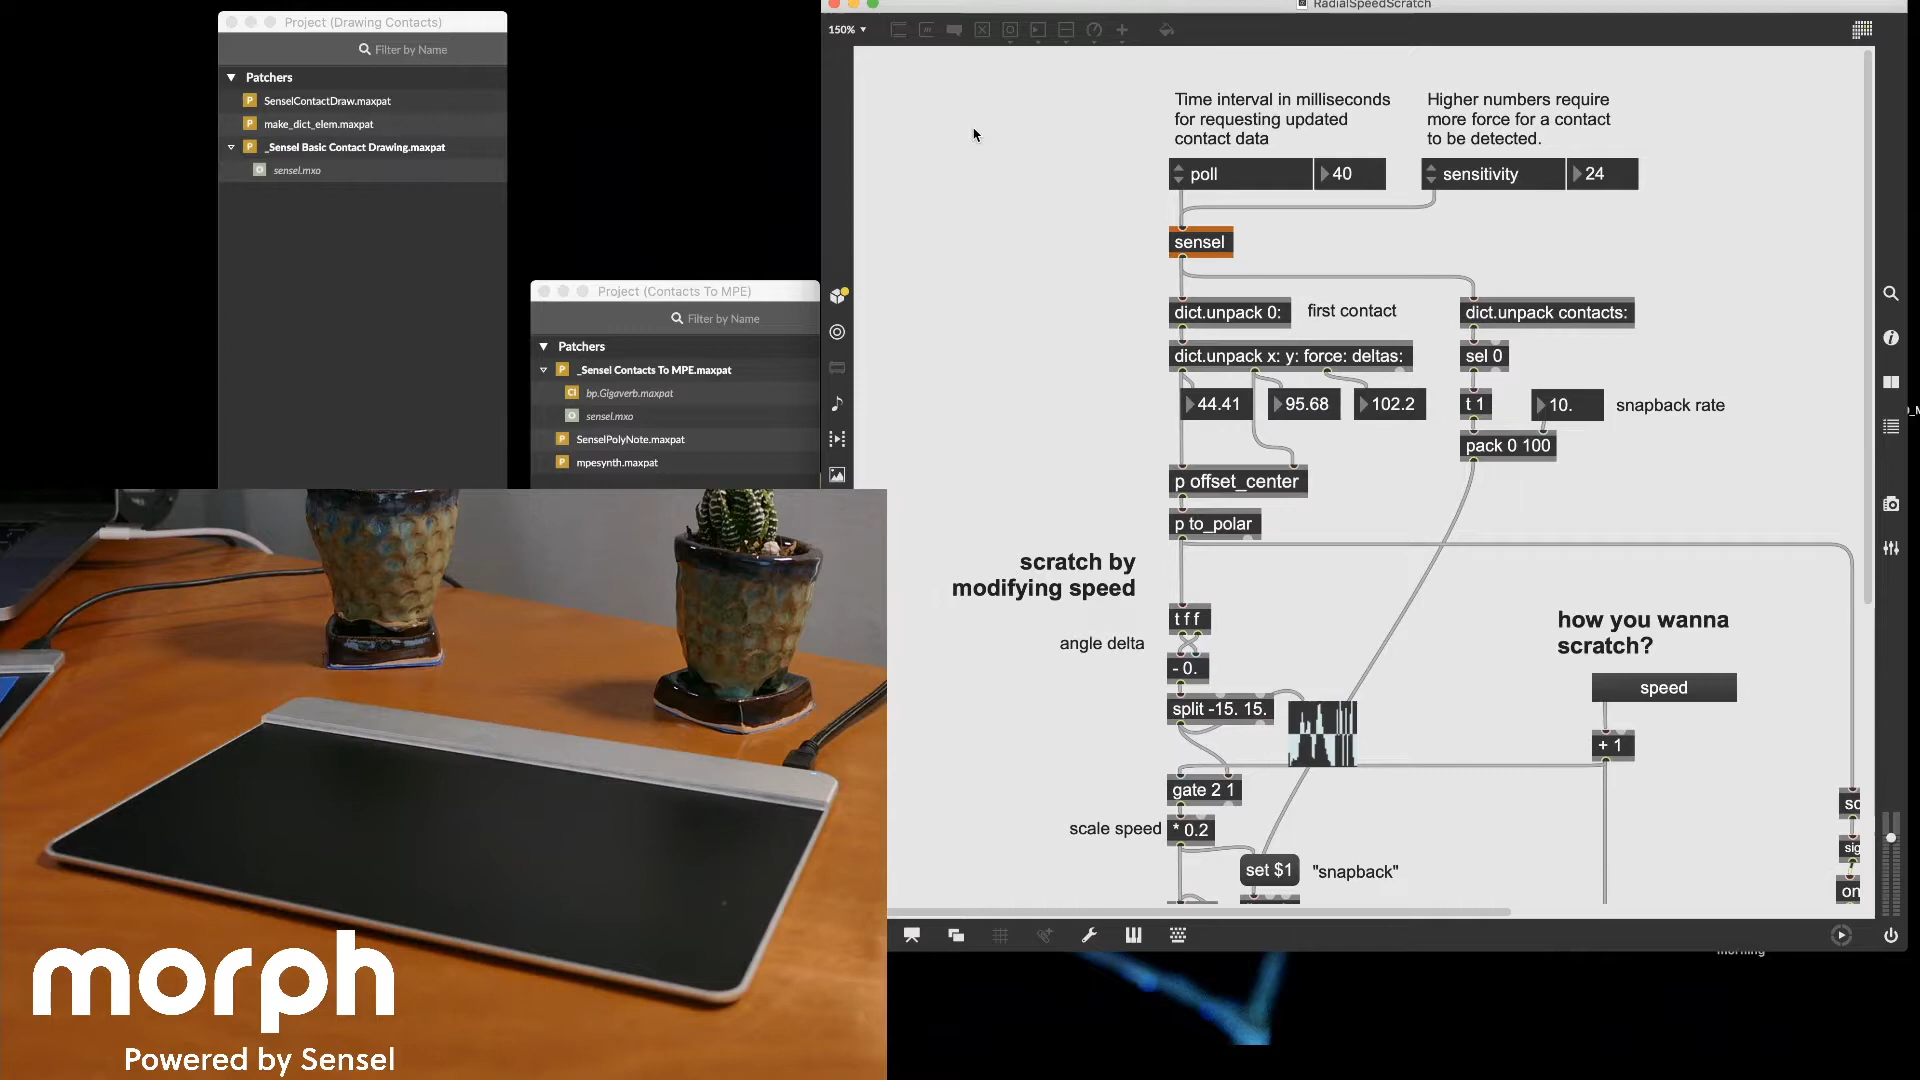 Project (Drawing Contacts)
Filter by Name
Patchers
SenselContactDraw.maxpat
make_dict_elem.maxpat
_Sensel Basic Contact Drawing.maxpat
sensel.mxo
Project (Contacts To MPE)
Filter by Name
Patchers
_Sensel Contacts To MPE.maxpat
bp.Gigaverb.maxpat
sensel.mxo
SenselPolyNote.maxpat
mpesynth.maxpat
RadialSpeedScratch
150%
Time interval in milliseconds
for requesting updated
contact data
Higher numbers require
more force for a contact
to be detected.
poll
40
sensitivity
24
sensel
dict.unpack 0:
first contact
dict.unpack contacts:
dict.unpack x: y: force: deltas:
sel 0
44.41
95.68
102.2
t 1
10.
snapback rate
pack 0 100
p offset_center
p to_polar
scratch by
modifying speed
t f f
angle delta
- 0.
split -15. 15.
how you wanna
scratch?
speed
+ 1
gate 2 1
scale speed
* 0.2
set $1
"snapback"
sc
sig
on
morning
morph
Powered by Sensel